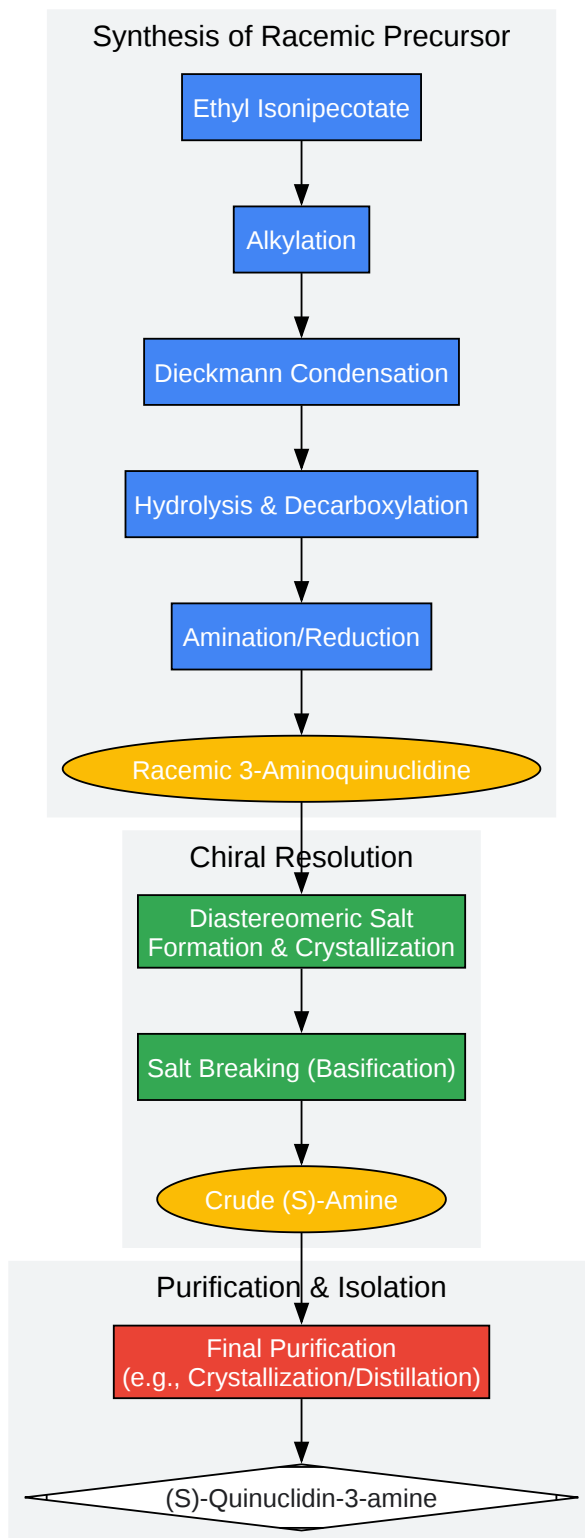 Synthesis of Racemic Precursor
Ethyl Isonipecotate
Alkylation
Dieckmann Condensation
Hydrolysis & Decarboxylation
Amination/Reduction
Racemic 3-Aminoquinuclidine
Chiral Resolution
Diastereomeric Salt
Formation & Crystallization
Salt Breaking (Basification)
Crude (S)-Amine
Purification & Isolation
Final Purification
(e.g., Crystallization/Distillation)
(S)-Quinuclidin-3-amine